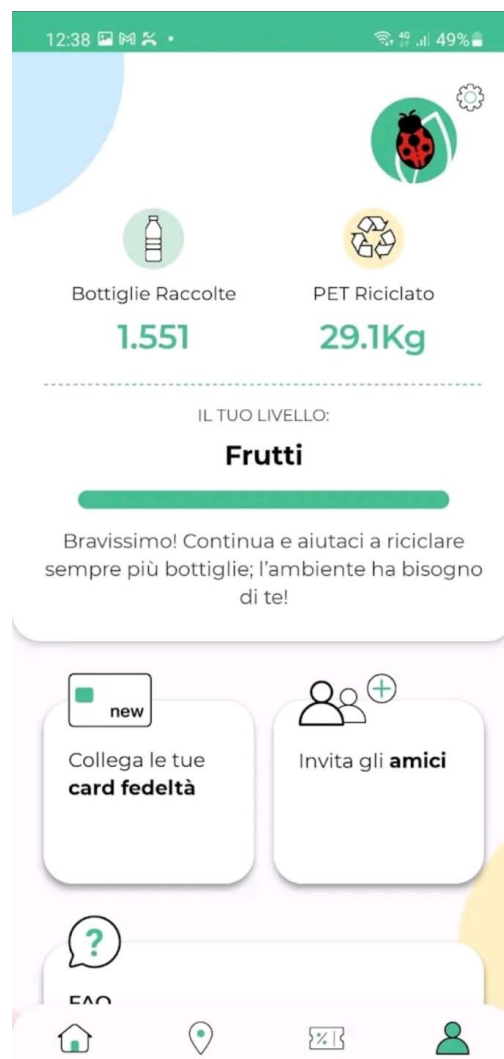 12:38
4G
49%
Bottiglie Raccolte
PET Riciclato
1.551
29.1Kg
IL TUO LIVELLO:
Frutti
Bravissimo! Continua e aiutaci a riciclare
sempre più bottiglie; l'ambiente ha bisogno
di te!
new
Collega le tue
card fedeltà
Invita gli amici
?
FAQ
%